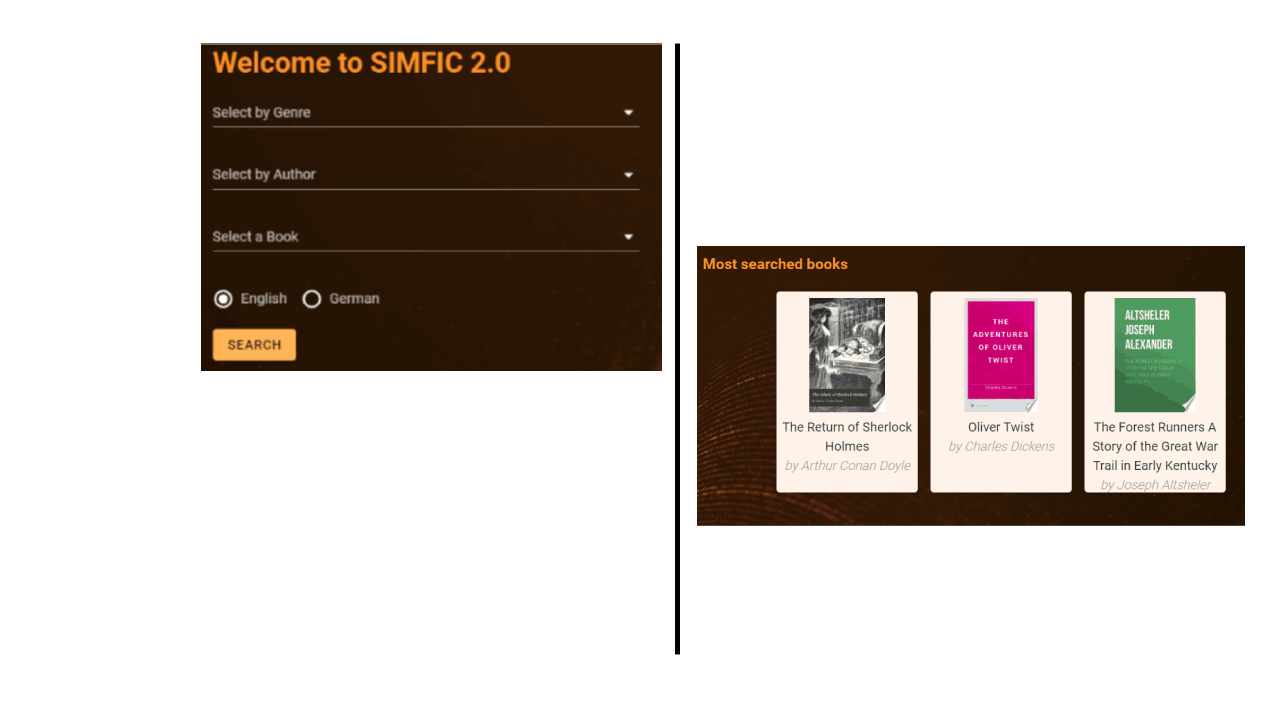 Welcome to SIMFIC 2.0
Select by Genre
Select by Author
Select a Book
English
German
SEARCH
Most searched books
The return of Sherlock Holmes
THE
ADVENTURES
OF OLIVER
TWIST
Charles Dickens
ALTSHELER
JOSEPH
ALEXANDER
The Return of Sherlock
Holmes
by Arthur Conan Doyle
Oliver Twist
by Charles Dickens
The Forest Runners A
Story of the Great War
Trail in Early Kentucky
by Joseph Altsheler